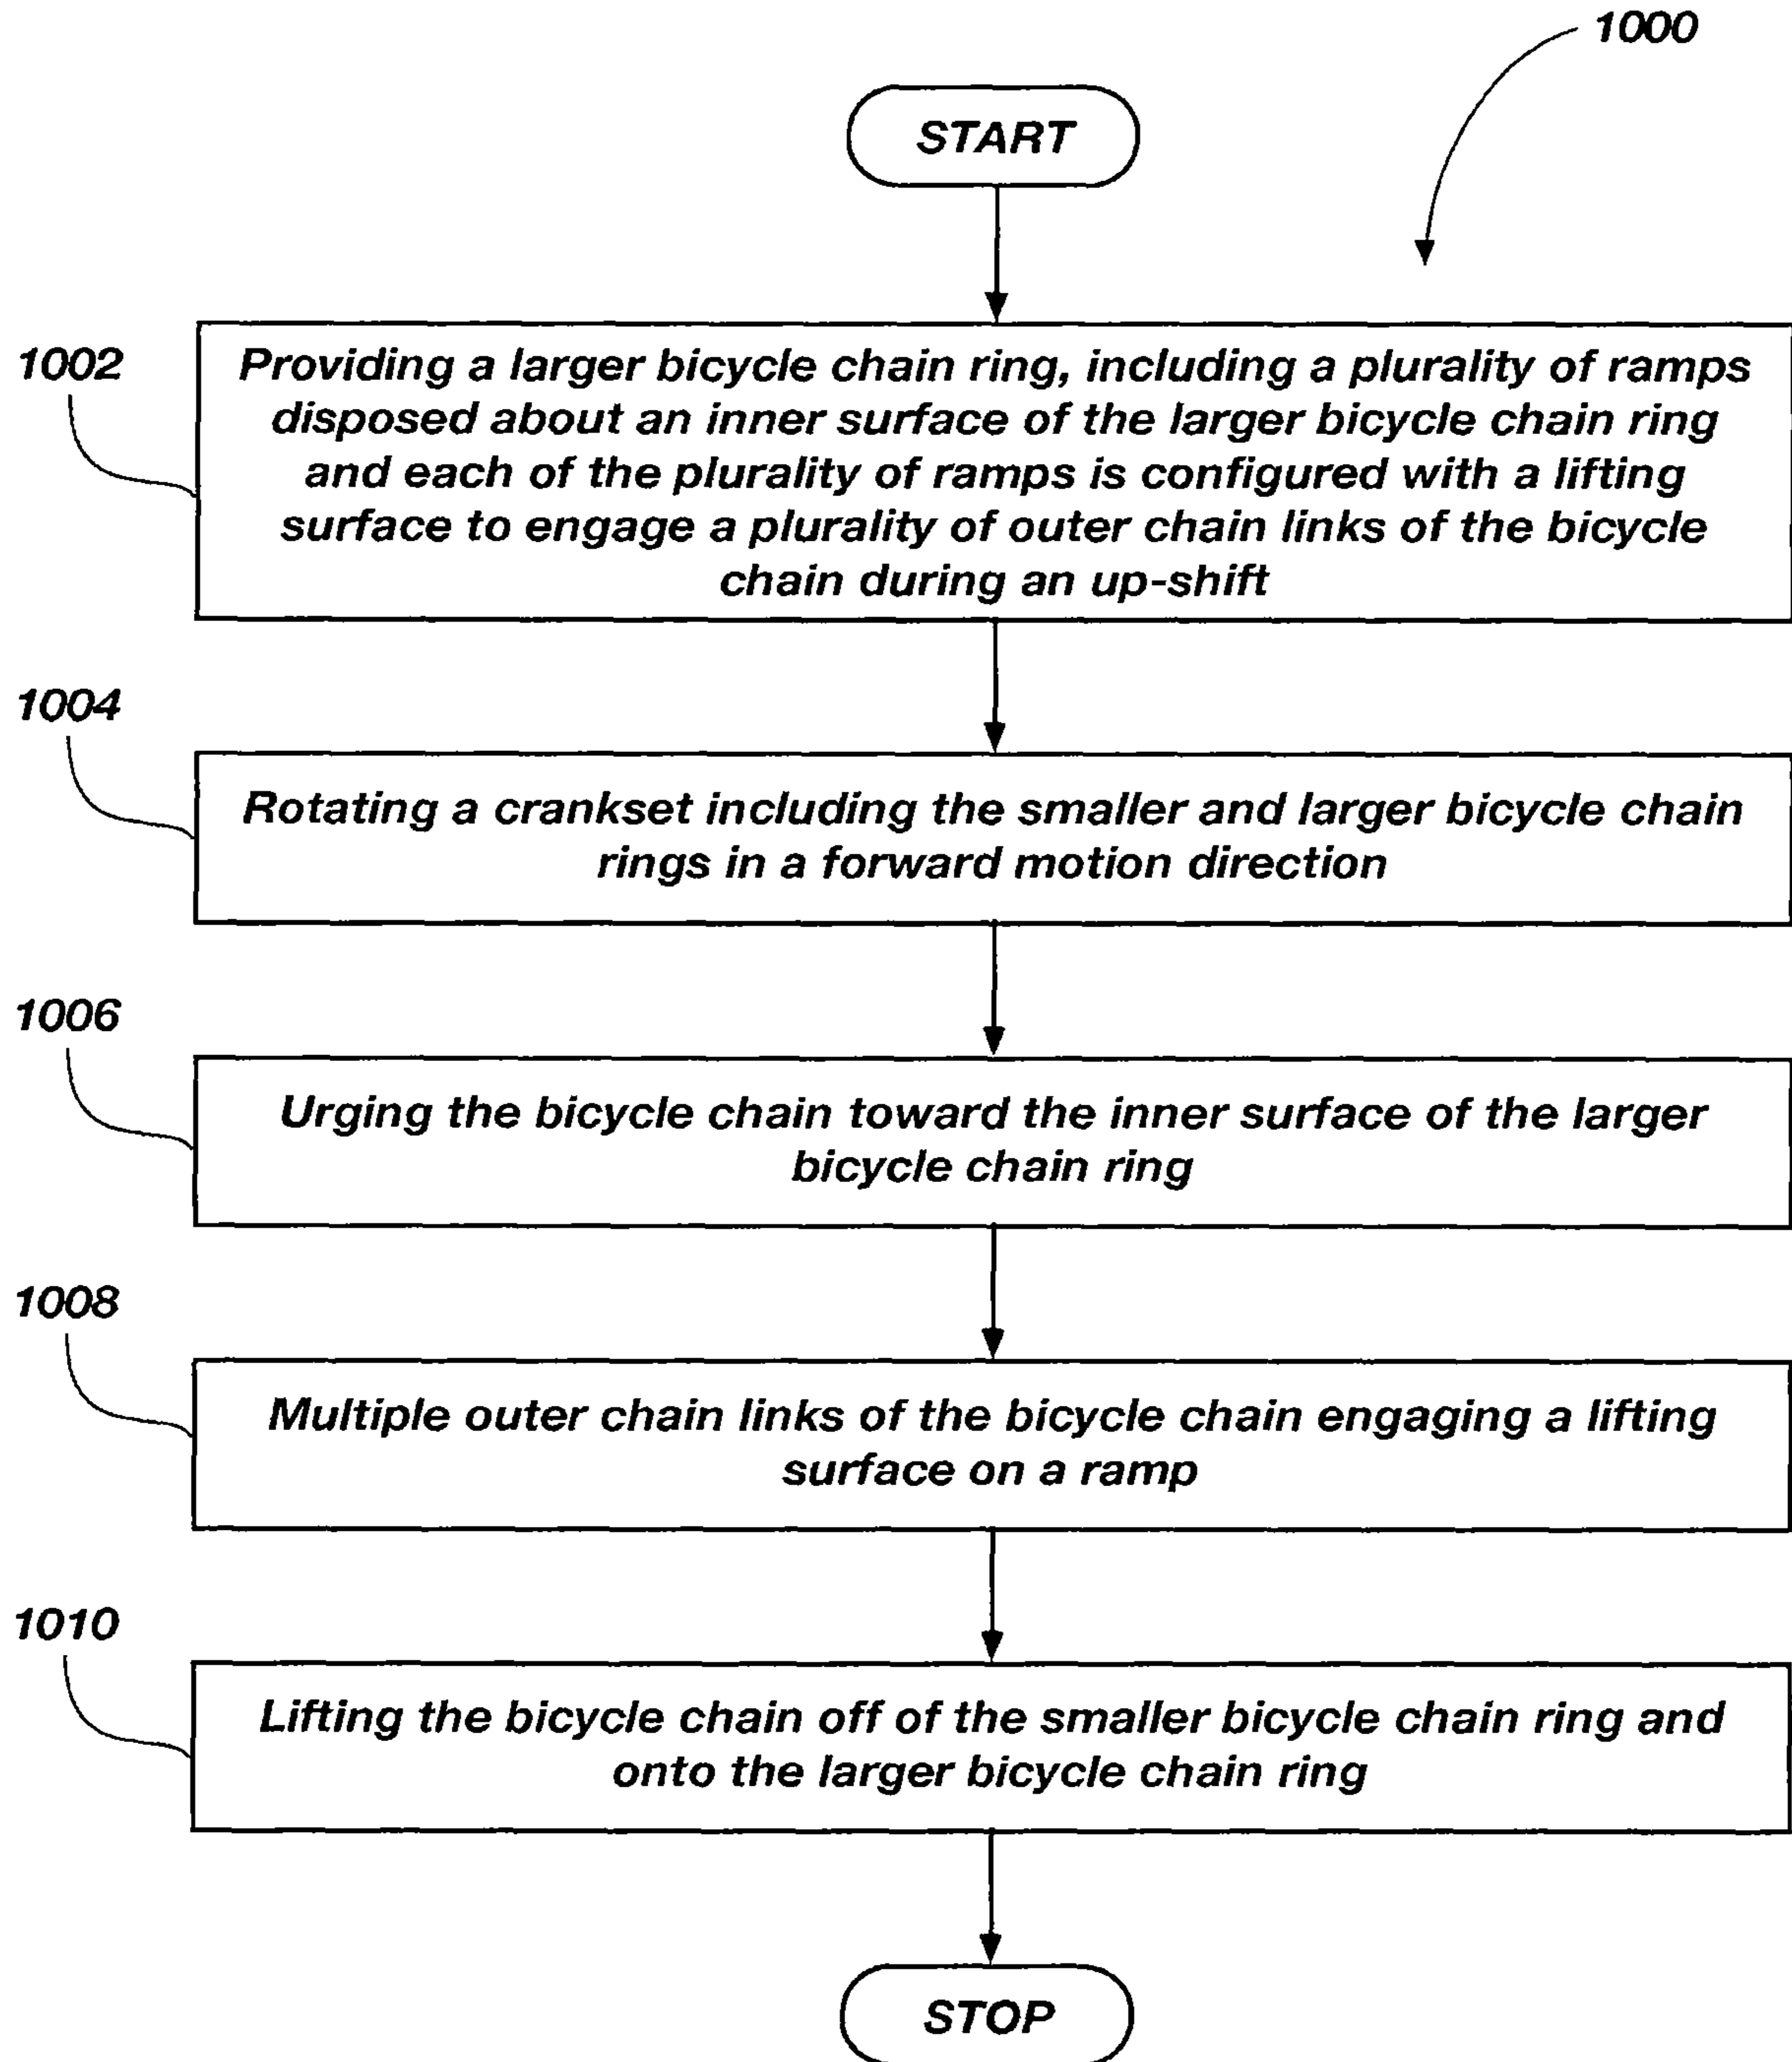 1000
START
1002
Providing a larger bicycle chain ring, including a plurality of ramps
disposed about an inner surface of the larger bicycle chain ring
and each of the plurality of ramps is configured with a lifting
surface to engage a plurality of outer chain links of the bicycle
chain during an up-shift
1004
Rotating a crankset including the smaller and larger bicycle chain
rings in a forward motion direction
1006
Urging the bicycle chain toward the inner surface of the larger
bicycle chain ring
1008
Multiple outer chain links of the bicycle chain engaging a lifting
surface on a ramp
1010
Lifting the bicycle chain off of the smaller bicycle chain ring and
onto the larger bicycle chain ring
STOP